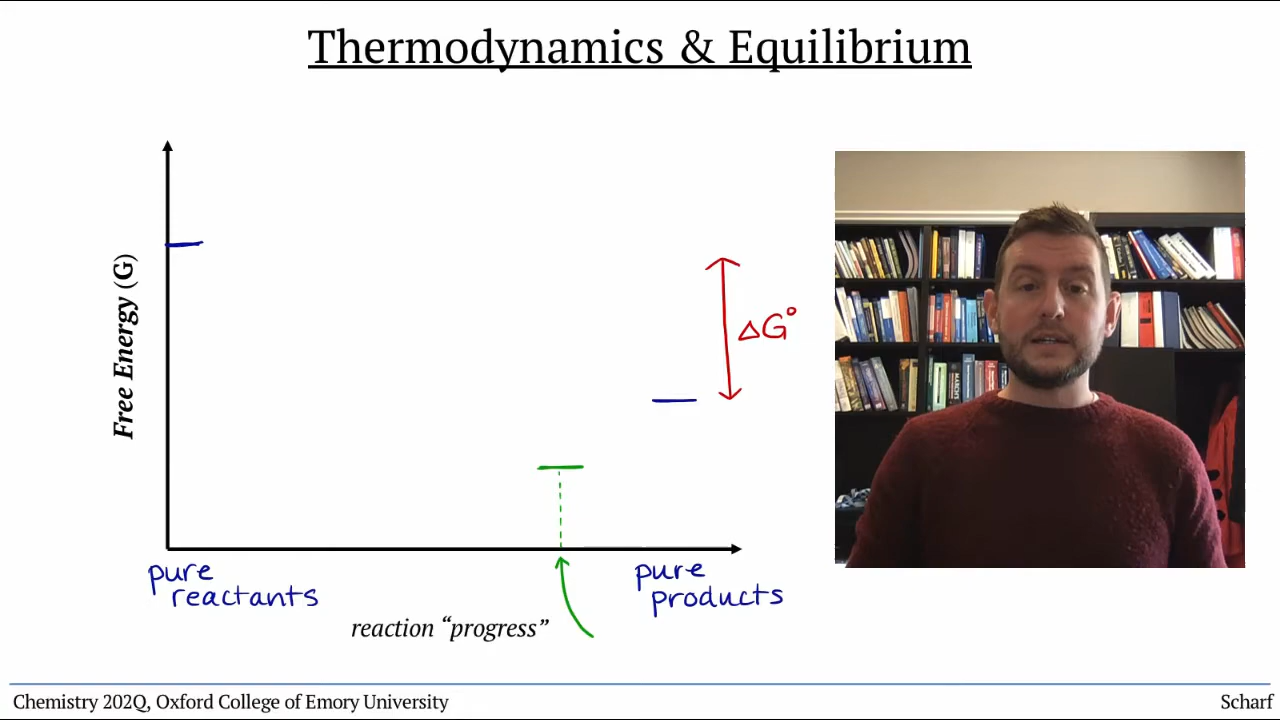 Thermodynamics & Equilibrium
Free Energy (G)
ΔG°
pure
reactants
pure
products
reaction “progress”
Chemistry 202Q, Oxford College of Emory University
Scharf